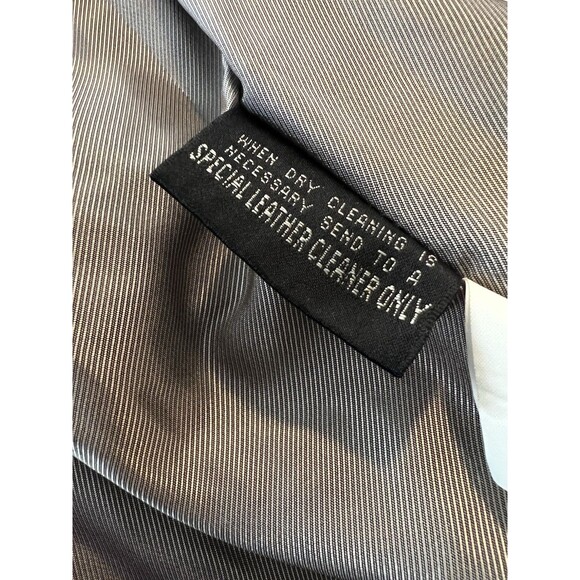 WHEN DRY CLEANING IS
NECESSARY SEND TO A
SPECIAL LEATHER CLEANER ONLY